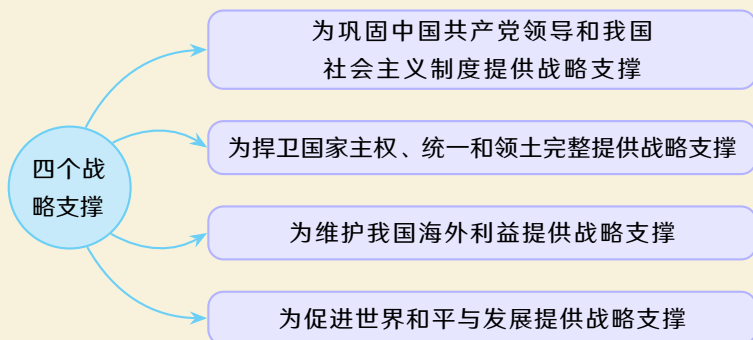 四个战
略支撑
为巩固中国共产党领导和我国
社会主义制度提供战略支撑
为捍卫国家主权、统一和领土完整提供战略支撑
为维护我国海外利益提供战略支撑
为促进世界和平与发展提供战略支撑